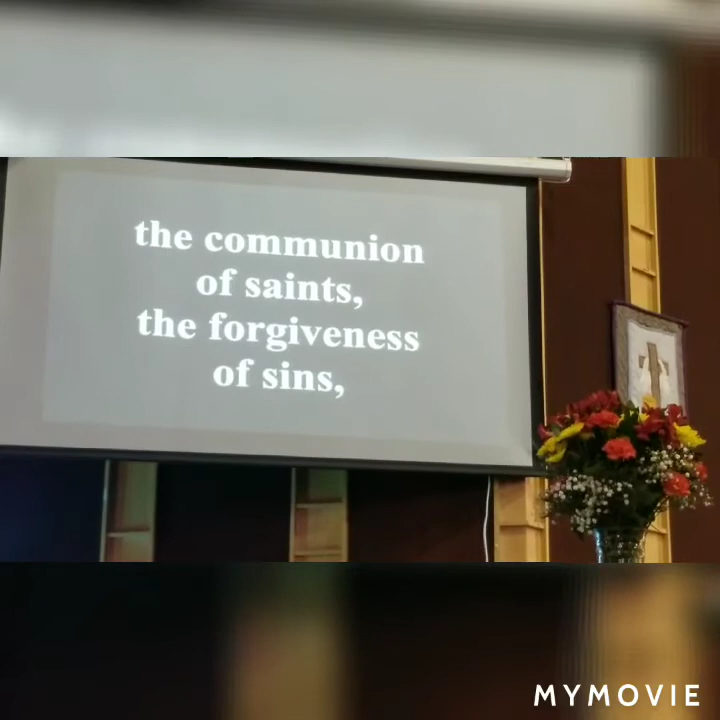 the communion
of saints,
the forgiveness
of sins,
MYMOVIE